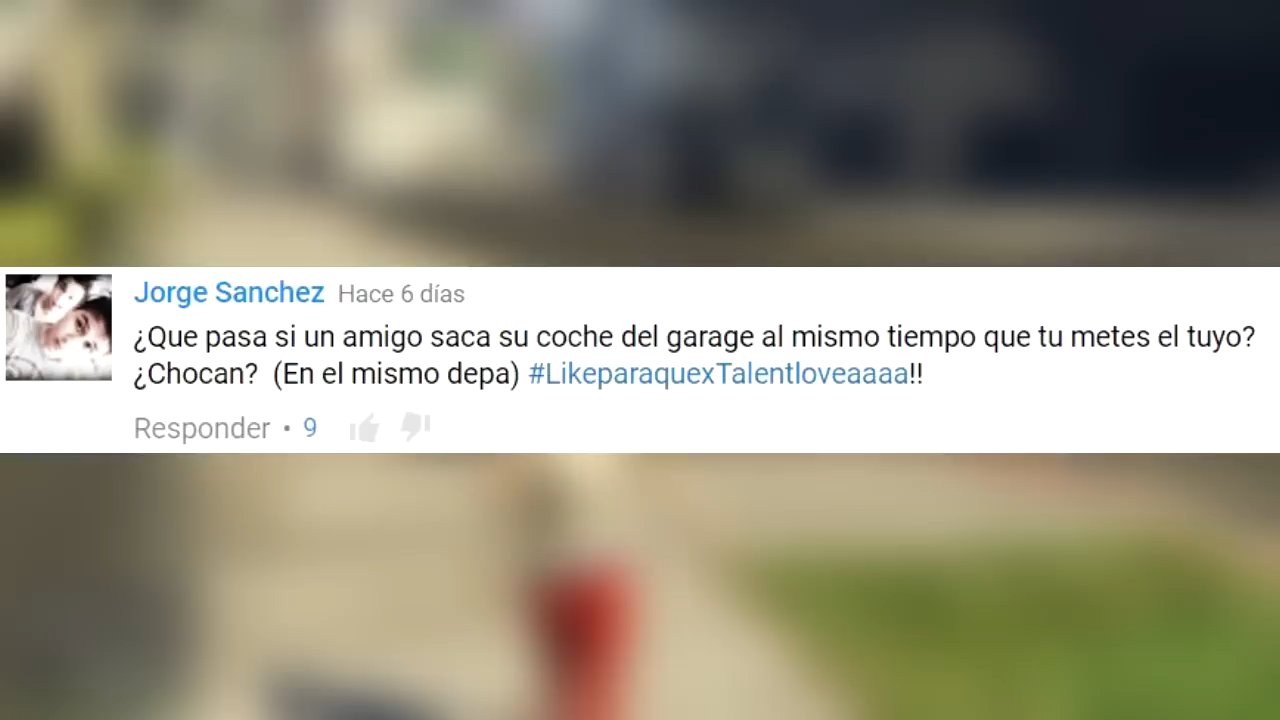 Jorge Sanchez Hace 6 días
¿Que pasa si un amigo saca su coche del garage al mismo tiempo que tu metes el tuyo?
¿Chocan? (En el mismo depa) #LikeparaquexTalentloveaaaa!!
Responder • 9